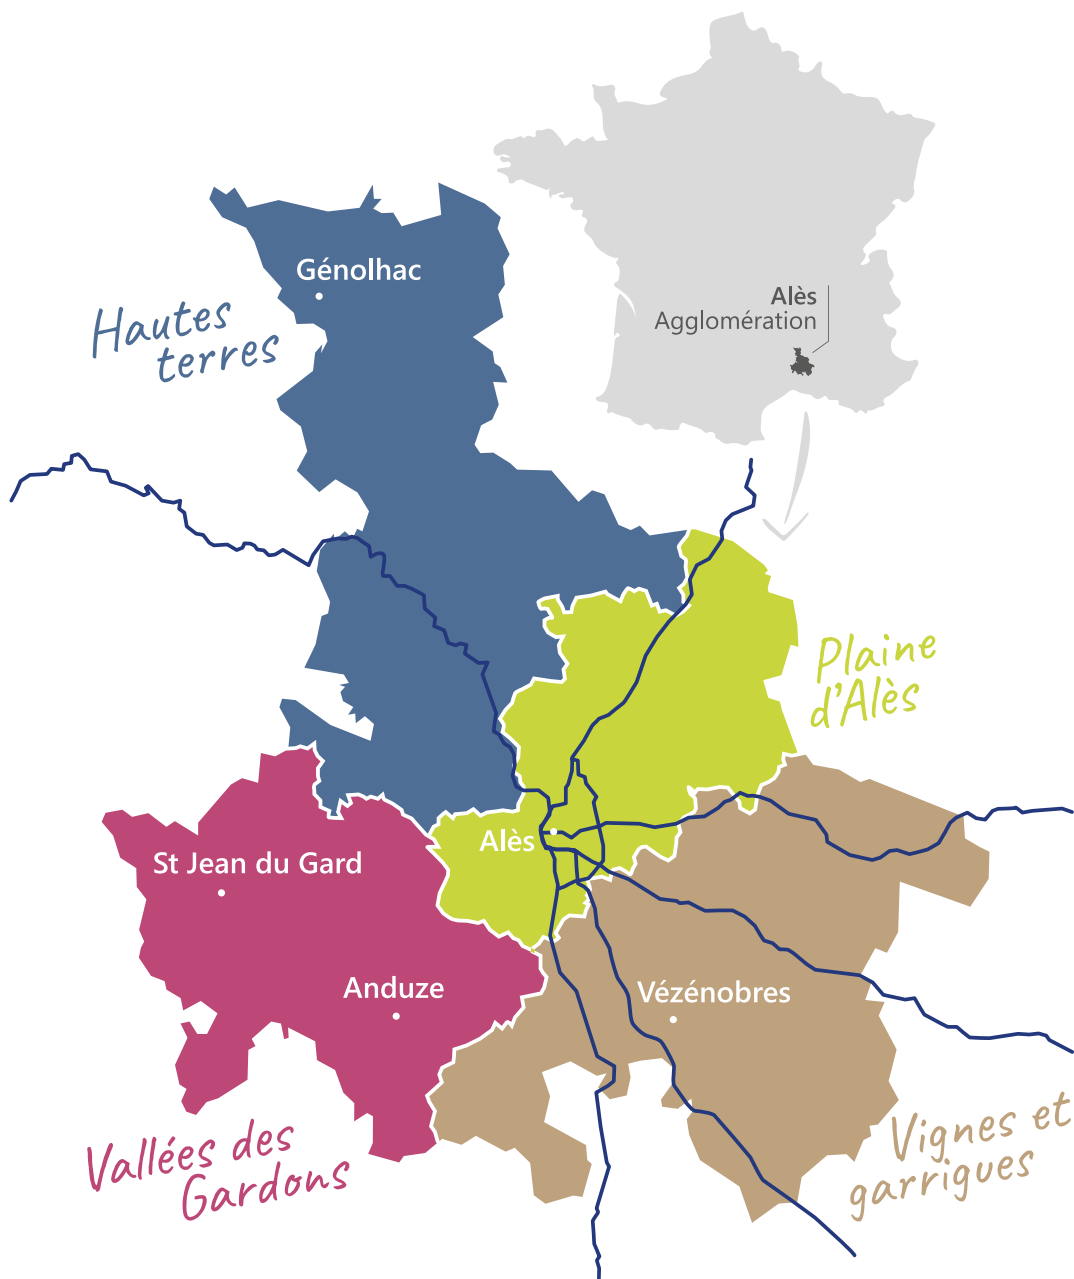 Génolhac
Hautes
terres
Alès
Agglomération
Plaine
d'Alès
Alès
St Jean du Gard
Anduze
Vézénobres
Vallées des
Gardons
Vignes et
garrigues